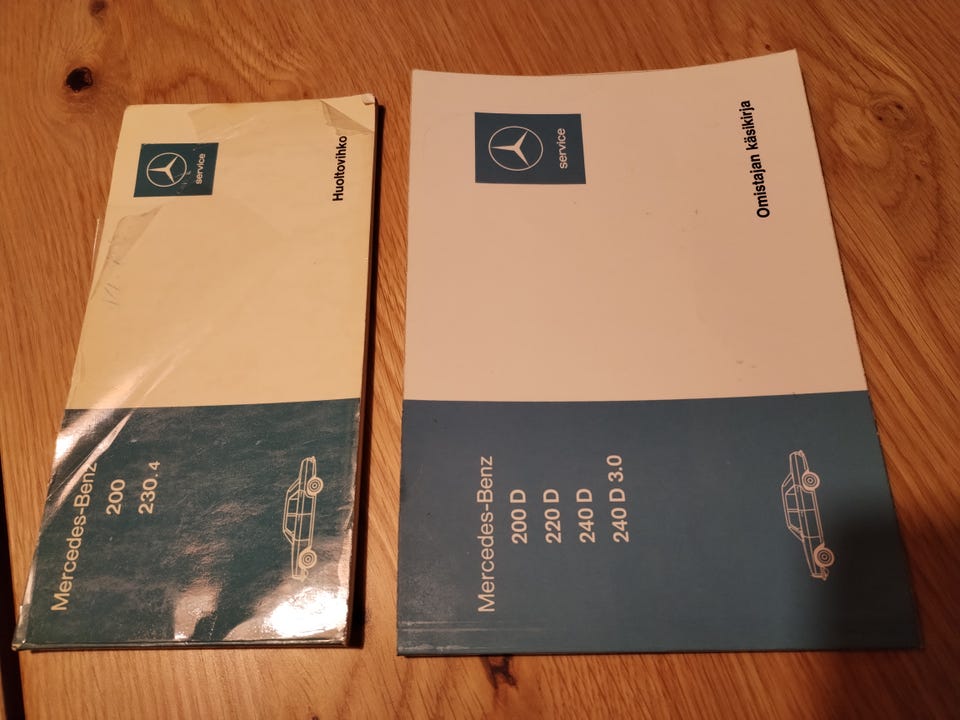 service
Huoltovihko
Mercedes-Benz
200
230.4
service
Omistajan käsikirja
Mercedes-Benz
200 D
220 D
240 D
240 D 3.0